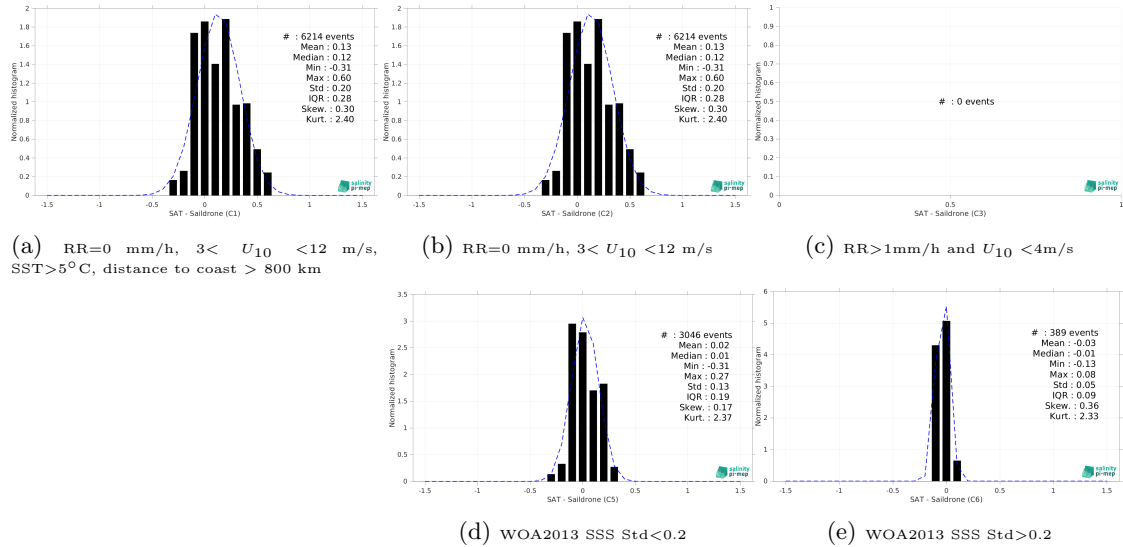 2
1.8
1.6
1.4
1.2
1
0.8
0.6
0.4
0.2
0
Normalized histogram
-1.5 -1 -0.5 0 0.5 1 1.5
SAT - Saildrone (C1)
# : 6214 events
Mean : 0.13
Median : 0.12
Min : -0.31
Max : 0.60
Std : 0.20
IQR : 0.28
Skew. : 0.30
Kurt. : 2.40
salinity
pi-mep
2
1.8
1.6
1.4
1.2
1
0.8
0.6
0.4
0.2
0
Normalized histogram
-1.5 -1 -0.5 0 0.5 1 1.5
SAT - Saildrone (C2)
# : 6214 events
Mean : 0.13
Median : 0.12
Min : -0.31
Max : 0.60
Std : 0.20
IQR : 0.28
Skew. : 0.30
Kurt. : 2.40
salinity
pi-mep
1
0.9
0.8
0.7
0.6
0.5
0.4
0.3
0.2
0.1
0
Normalized histogram
0 0.5 1
SAT - Saildrone (C3)
# : 0 events
salinity
pi-mep
(a) RR=0 mm/h, 3< U10 <12 m/s,
SST>5°C, distance to coast > 800 km
(b) RR=0 mm/h, 3< U10 <12 m/s
(c) RR>1mm/h and U10 <4m/s
3.5
3
2.5
2
1.5
1
0.5
0
Normalized histogram
-1.5 -1 -0.5 0 0.5 1 1.5
SAT - Saildrone (C5)
# : 3046 events
Mean : 0.02
Median : 0.01
Min : -0.31
Max : 0.27
Std : 0.13
IQR : 0.19
Skew. : 0.17
Kurt. : 2.37
salinity
pi-mep
6
5
4
3
2
1
0
Normalized histogram
-1.5 -1 -0.5 0 0.5 1 1.5
SAT - Saildrone (C6)
# : 389 events
Mean : -0.03
Median : -0.01
Min : -0.13
Max : 0.08
Std : 0.05
IQR : 0.09
Skew. : 0.36
Kurt. : 2.33
salinity
pi-mep
(d) WOA2013 SSS Std<0.2
(e) WOA2013 SSS Std>0.2